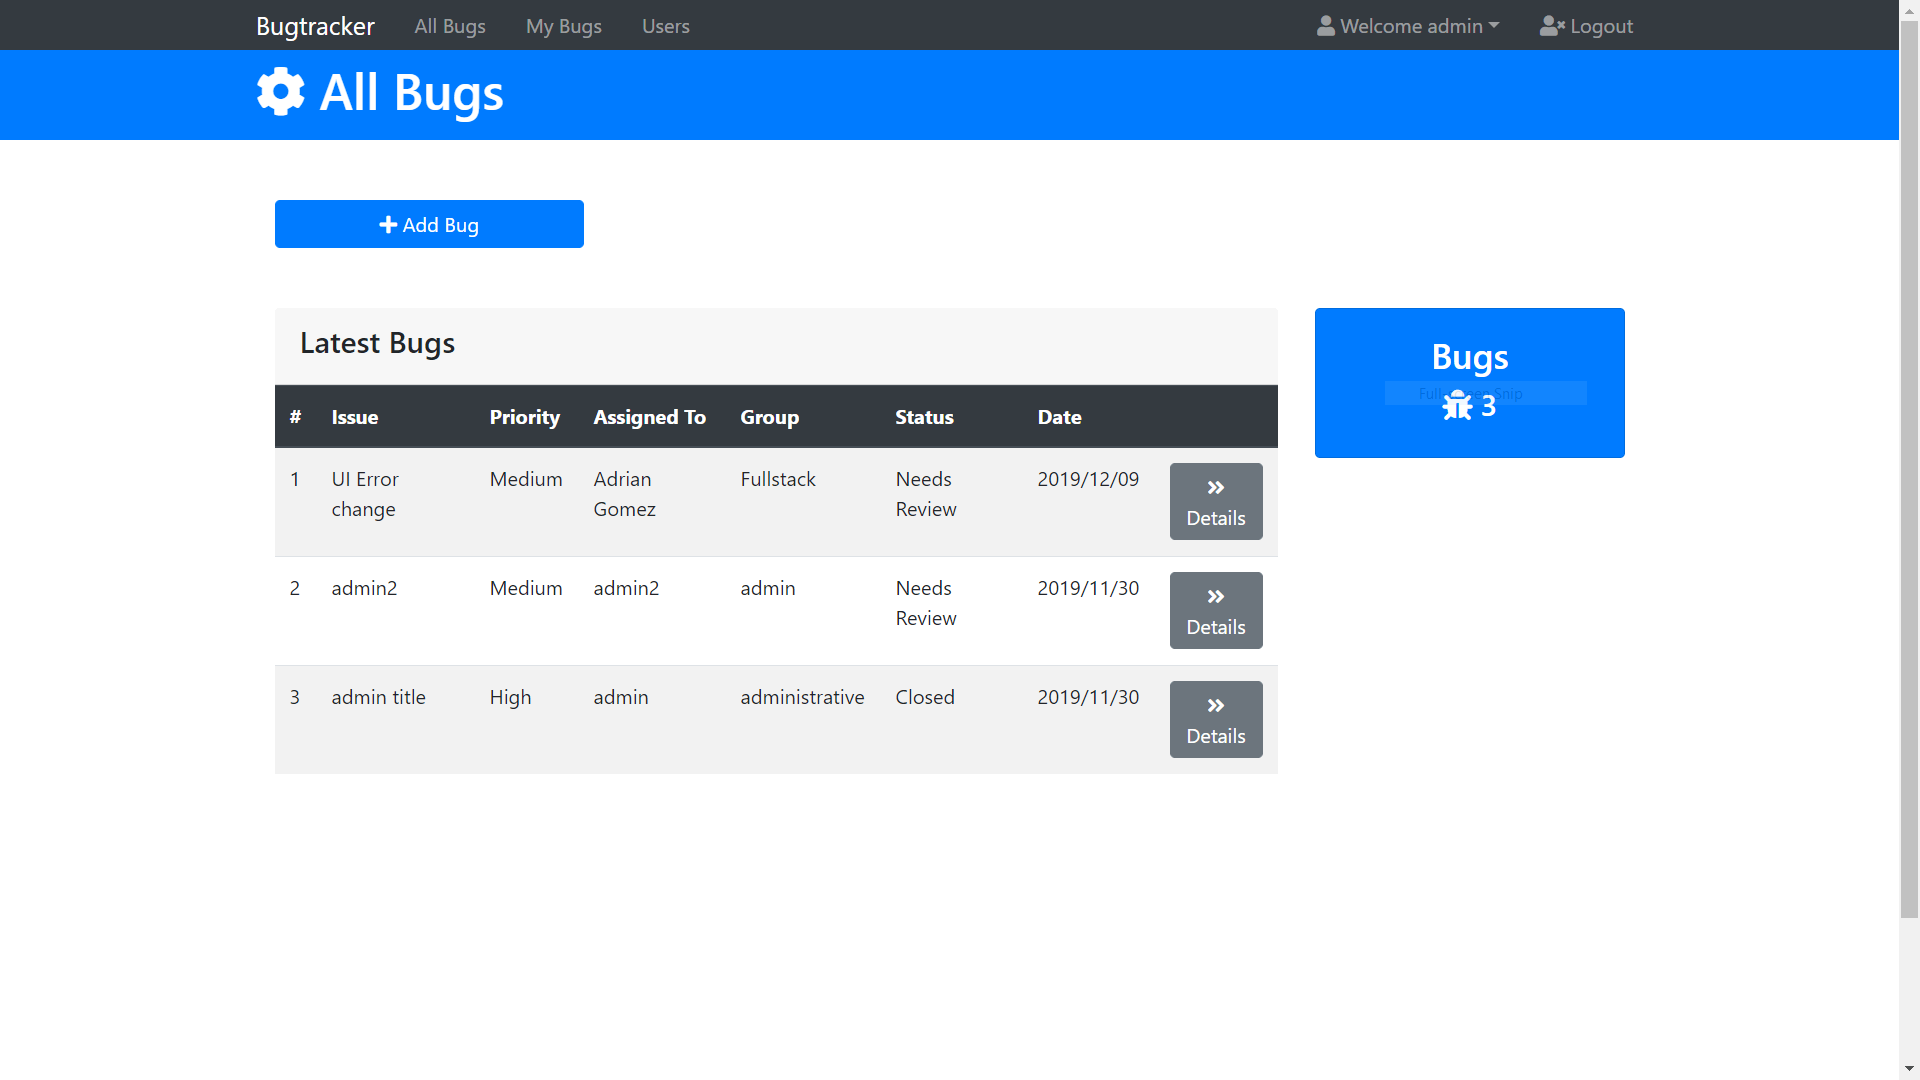 Bugtracker All Bugs My Bugs Users Welcome admin Logout
All Bugs
Add Bug
Latest Bugs
# Issue Priority Assigned To Group Status Date
1 UI Error Medium Adrian Fullstack Needs 2019/12/09
change Gomez Review
Details
2 admin2 Medium admin2 admin Needs 2019/11/30
Review
Details
3 admin title High admin administrative Closed 2019/11/30
Details
Bugs
Snip
3